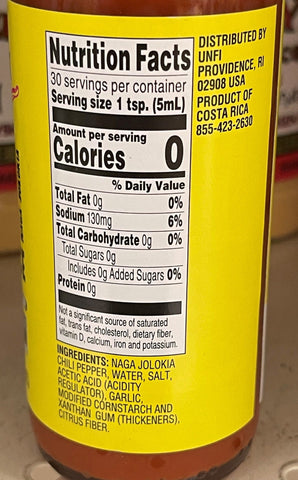 Nutrition Facts
30 servings per container
Serving size 1 tsp. (5mL)
Amount per serving
Calories 0
% Daily Value
Total Fat 0g 0%
Sodium 130mg 6%
Total Carbohydrate 0g 0%
Total Sugars 0g
Includes 0g Added Sugars 0%
Protein 0g
Not a significant source of saturated
fat, trans fat, cholesterol, dietary fiber,
vitamin D, calcium, iron and potassium.
INGREDIENTS: NAGA JOLOKIA
CHILI PEPPER, WATER, SALT,
ACETIC ACID (ACIDITY
REGULATOR), GARLIC,
MODIFIED CORNSTARCH AND
XANTHAN GUM (THICKENERS),
CITRUS FIBER.
DISTRIBUTED BY
UNFI
PROVIDENCE, RI
02908 USA
PRODUCT OF
COSTA RICA
855-423-2630